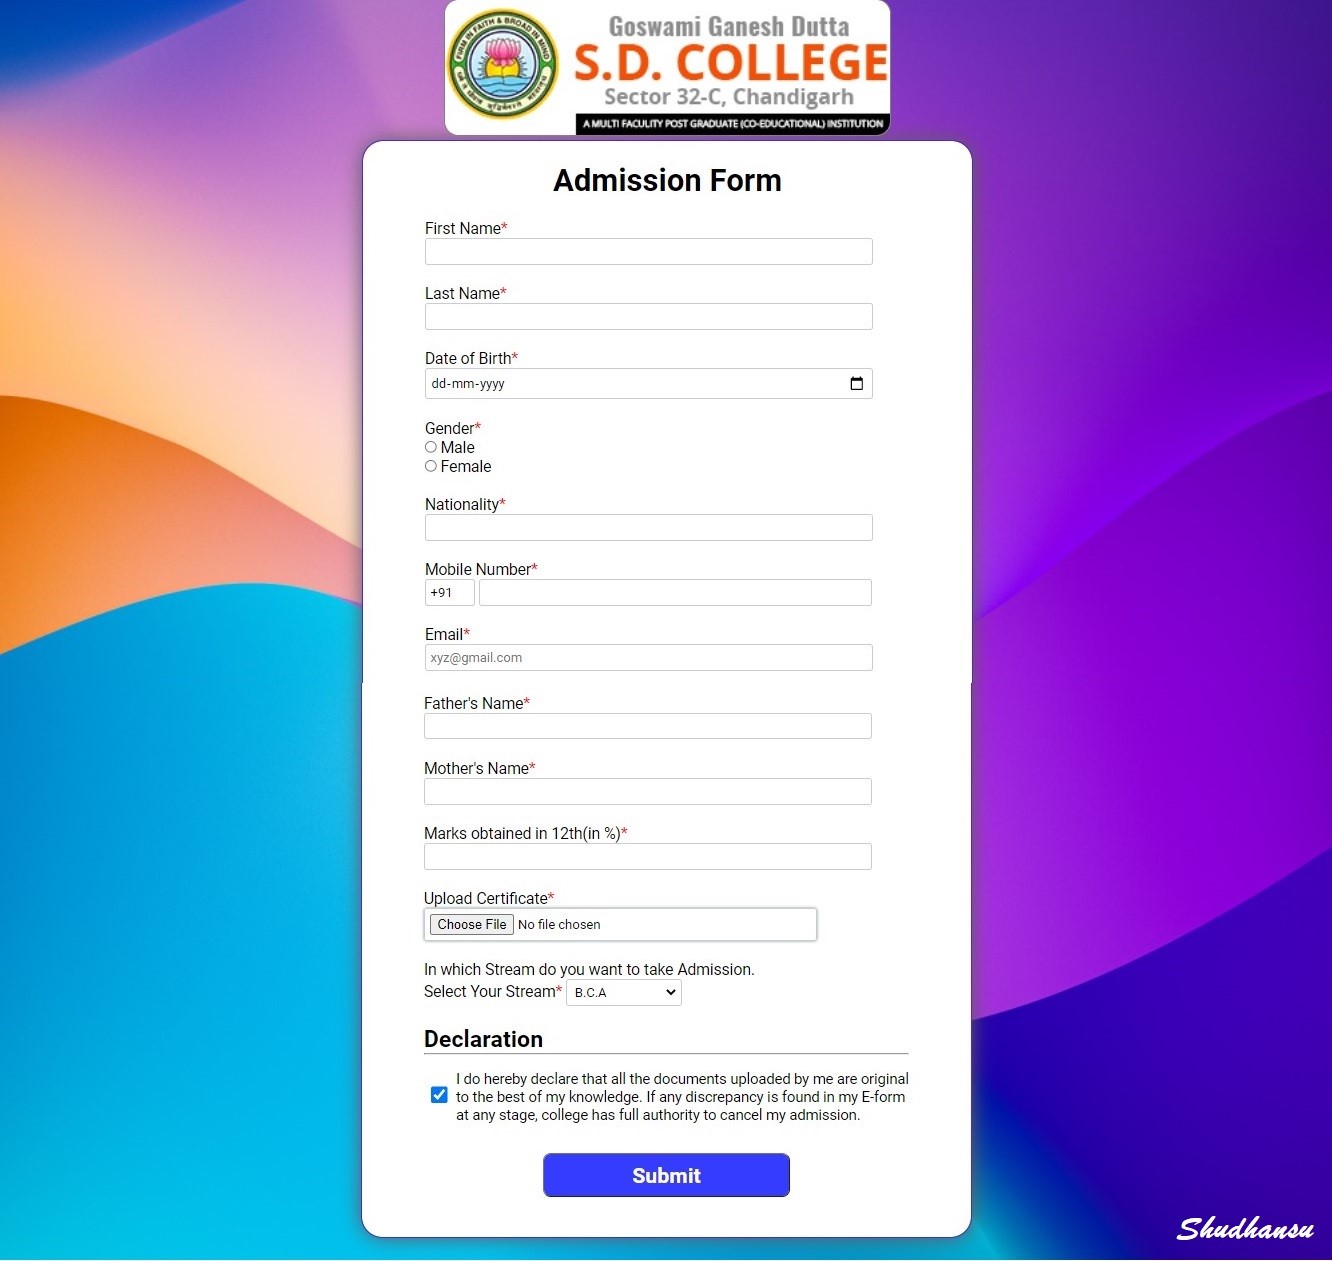 FIRM IN FAITH & BROAD IN MIND
Goswami Ganesh Dutta
S.D. COLLEGE
Sector 32-C, Chandigarh
A MULTI FACULITY POST GRADUATE (CO-EDUCATIONAL) INSTITUTION
Admission Form
First Name*
Last Name*
Date of Birth*
dd-mm-yyyy
Gender*
Male
Female
Nationality*
Mobile Number*
+91
Email*
xyz@gmail.com
Father's Name*
Mother's Name*
Marks obtained in 12th(in %)*
Upload Certificate*
Choose File No file chosen
In which Stream do you want to take Admission.
Select Your Stream* B.C.A
Declaration
I do hereby declare that all the documents uploaded by me are original
to the best of my knowledge. If any discrepancy is found in my E-form
at any stage, college has full authority to cancel my admission.
Submit
Shudhansu